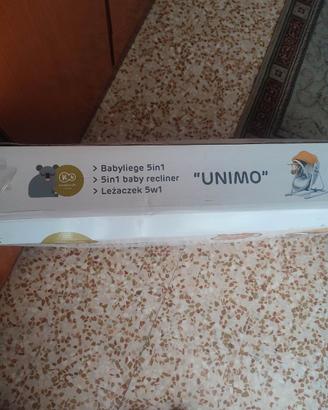 > Babyliege 5in1
> 5in1 baby recliner
> Leżaczek 5w1
"UNIMO"